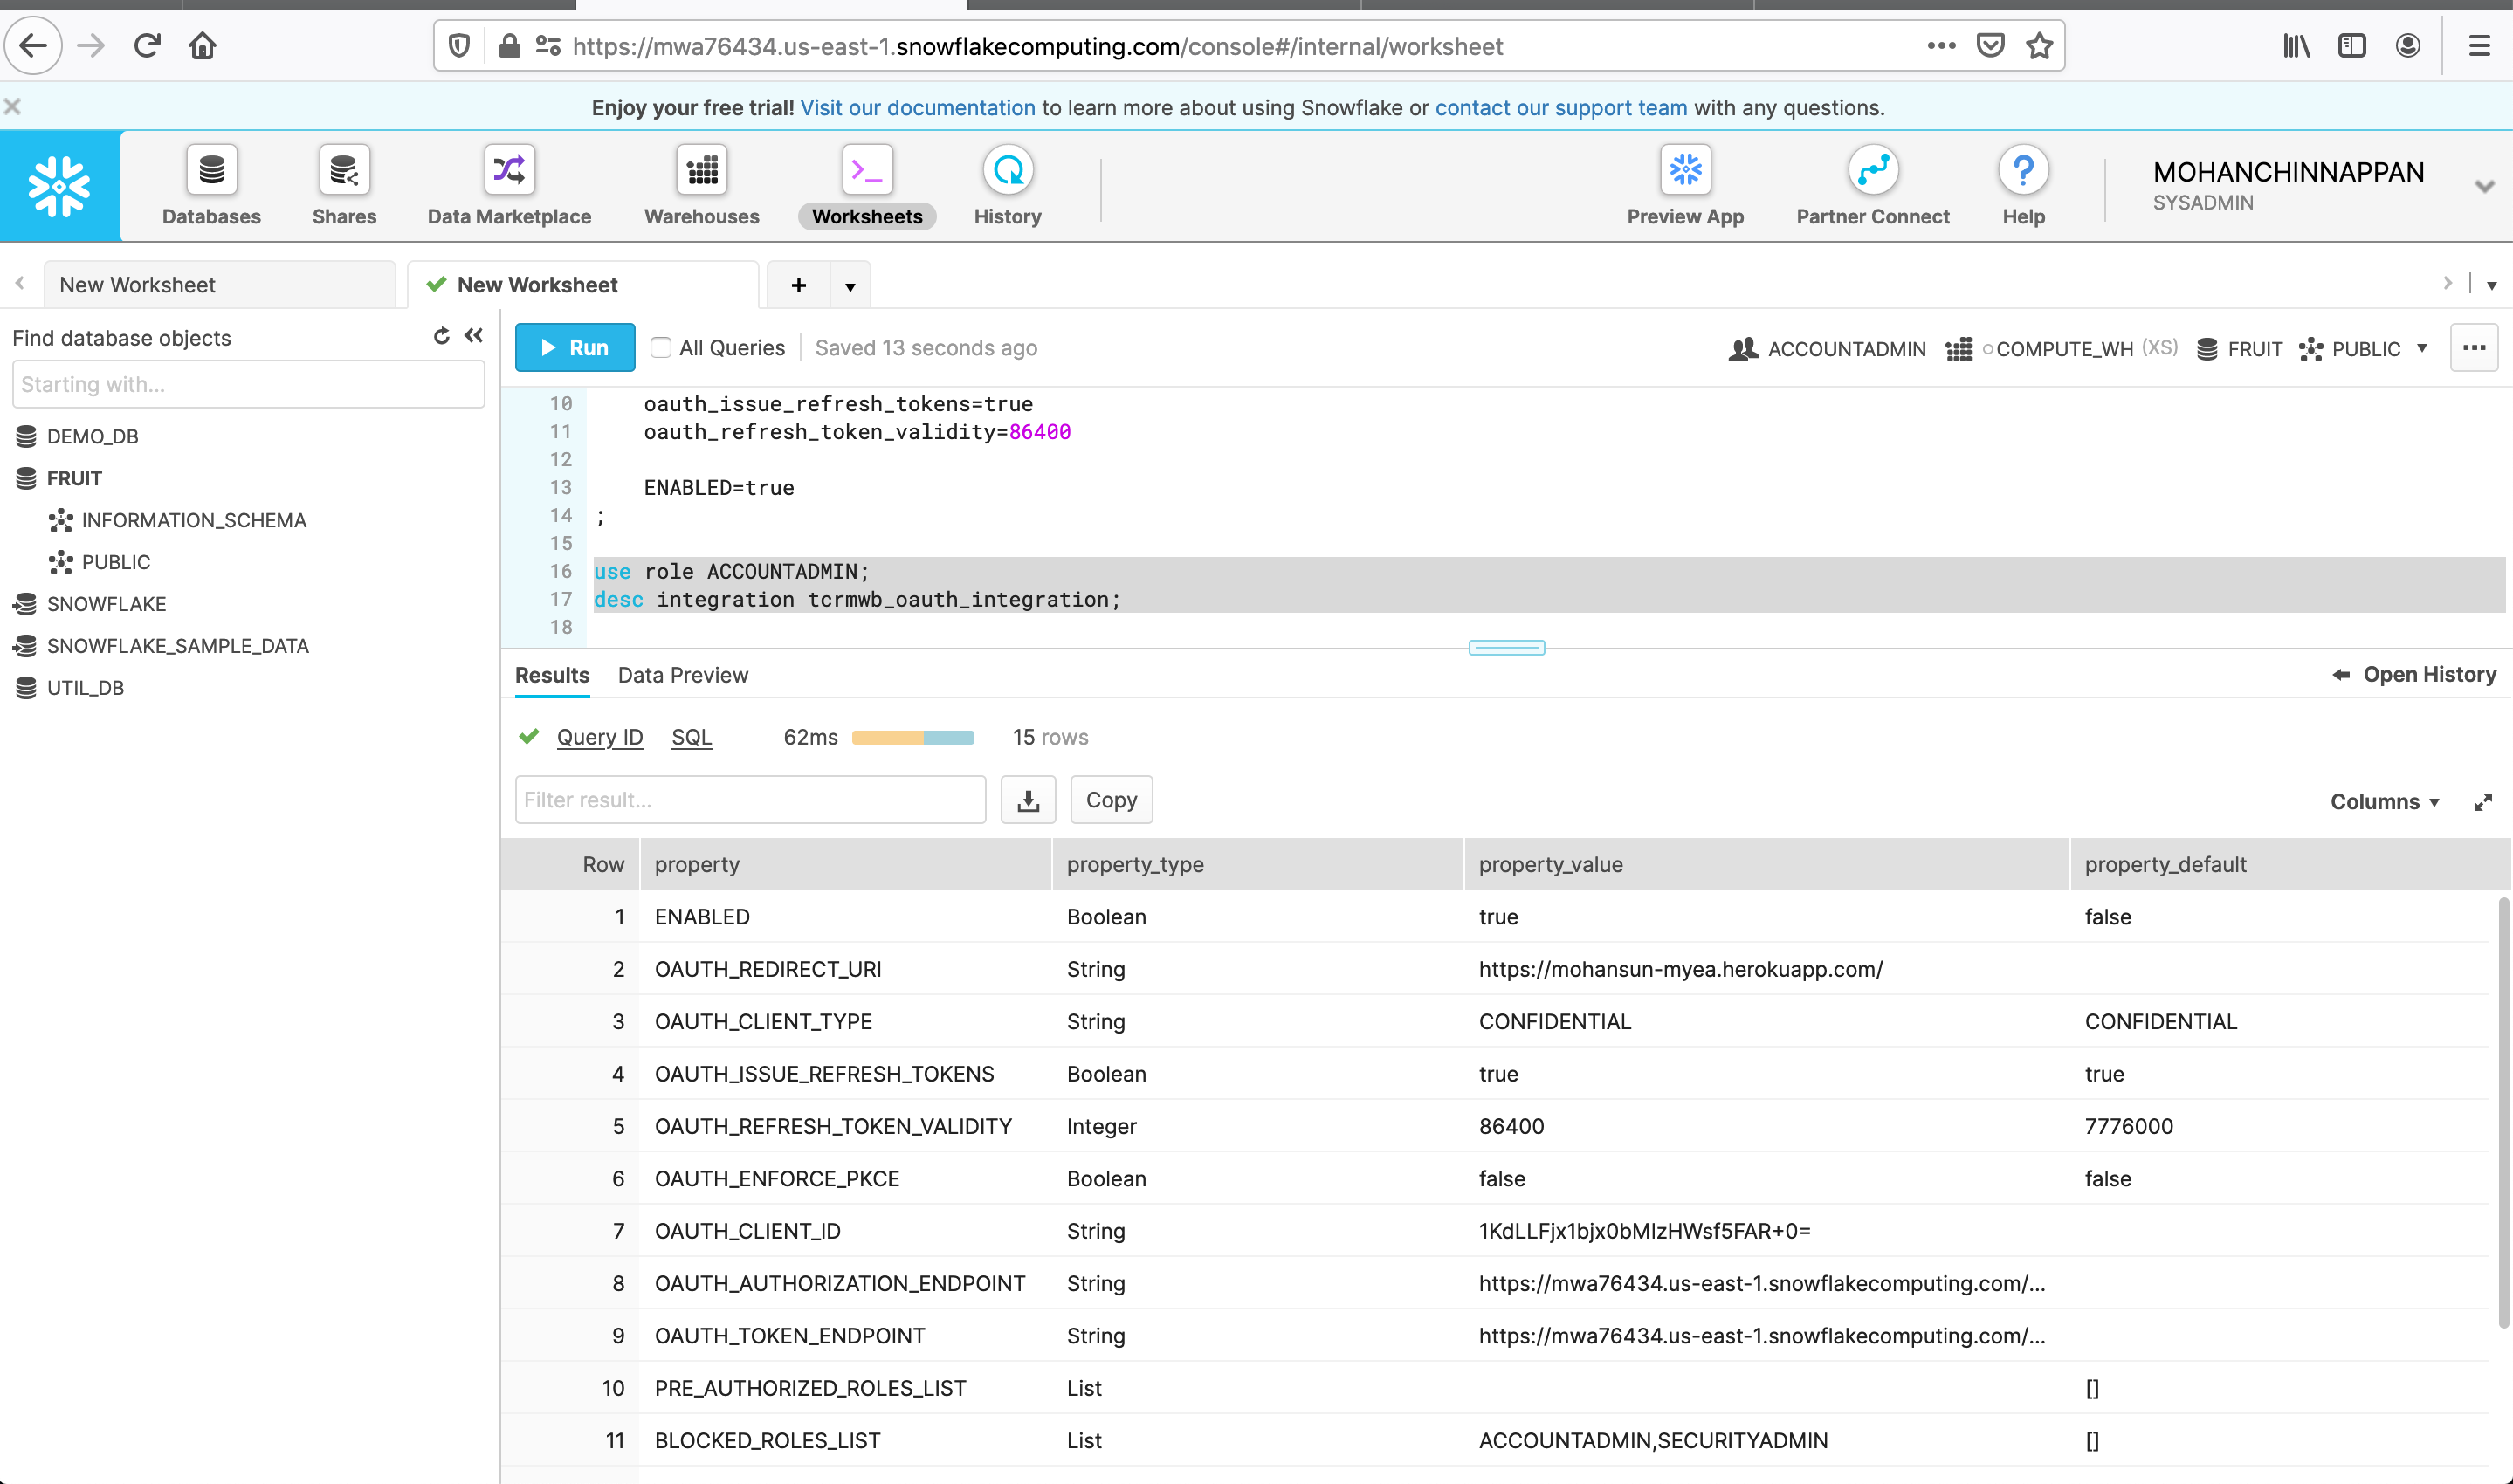 https://mwa76434.us-east-1.snowflakecomputing.com/console#/internal/worksheet
Enjoy your free trial! Visit our documentation to learn more about using Snowflake or contact our support team with any questions.
Databases
Shares
Data Marketplace
Warehouses
Worksheets
History
Preview App
Partner Connect
Help
MOHANCHINNAPPAN
SYSADMIN
New Worksheet
New Worksheet
Find database objects
Starting with...
DEMO_DB
FRUIT
INFORMATION_SCHEMA
PUBLIC
SNOWFLAKE
SNOWFLAKE_SAMPLE_DATA
UTIL_DB
Run All Queries Saved 13 seconds ago
ACCOUNTADMIN COMPUTE_WH (XS) FRUIT PUBLIC
10 oauth_issue_refresh_tokens=true
11 oauth_refresh_token_validity=86400
12
13 ENABLED=true
14 ;
15
16 use role ACCOUNTADMIN;
17 desc integration tcrmwb_oauth_integration;
18
Results Data Preview Open History
Query ID SQL 62ms 15 rows
Filter result... Copy Columns
Row property property_type property_value property_default
1 ENABLED Boolean true false
2 OAUTH_REDIRECT_URI String https://mohansun-myea.herokuapp.com/
3 OAUTH_CLIENT_TYPE String CONFIDENTIAL CONFIDENTIAL
4 OAUTH_ISSUE_REFRESH_TOKENS Boolean true true
5 OAUTH_REFRESH_TOKEN_VALIDITY Integer 86400 7776000
6 OAUTH_ENFORCE_PKCE Boolean false false
7 OAUTH_CLIENT_ID String 1KdLLFjx1bjx0bMIzHWsf5FAR+0=
8 OAUTH_AUTHORIZATION_ENDPOINT String https://mwa76434.us-east-1.snowflakecomputing.com/...
9 OAUTH_TOKEN_ENDPOINT String https://mwa76434.us-east-1.snowflakecomputing.com/...
10 PRE_AUTHORIZED_ROLES_LIST List []
11 BLOCKED_ROLES_LIST List ACCOUNTADMIN,SECURITYADMIN []